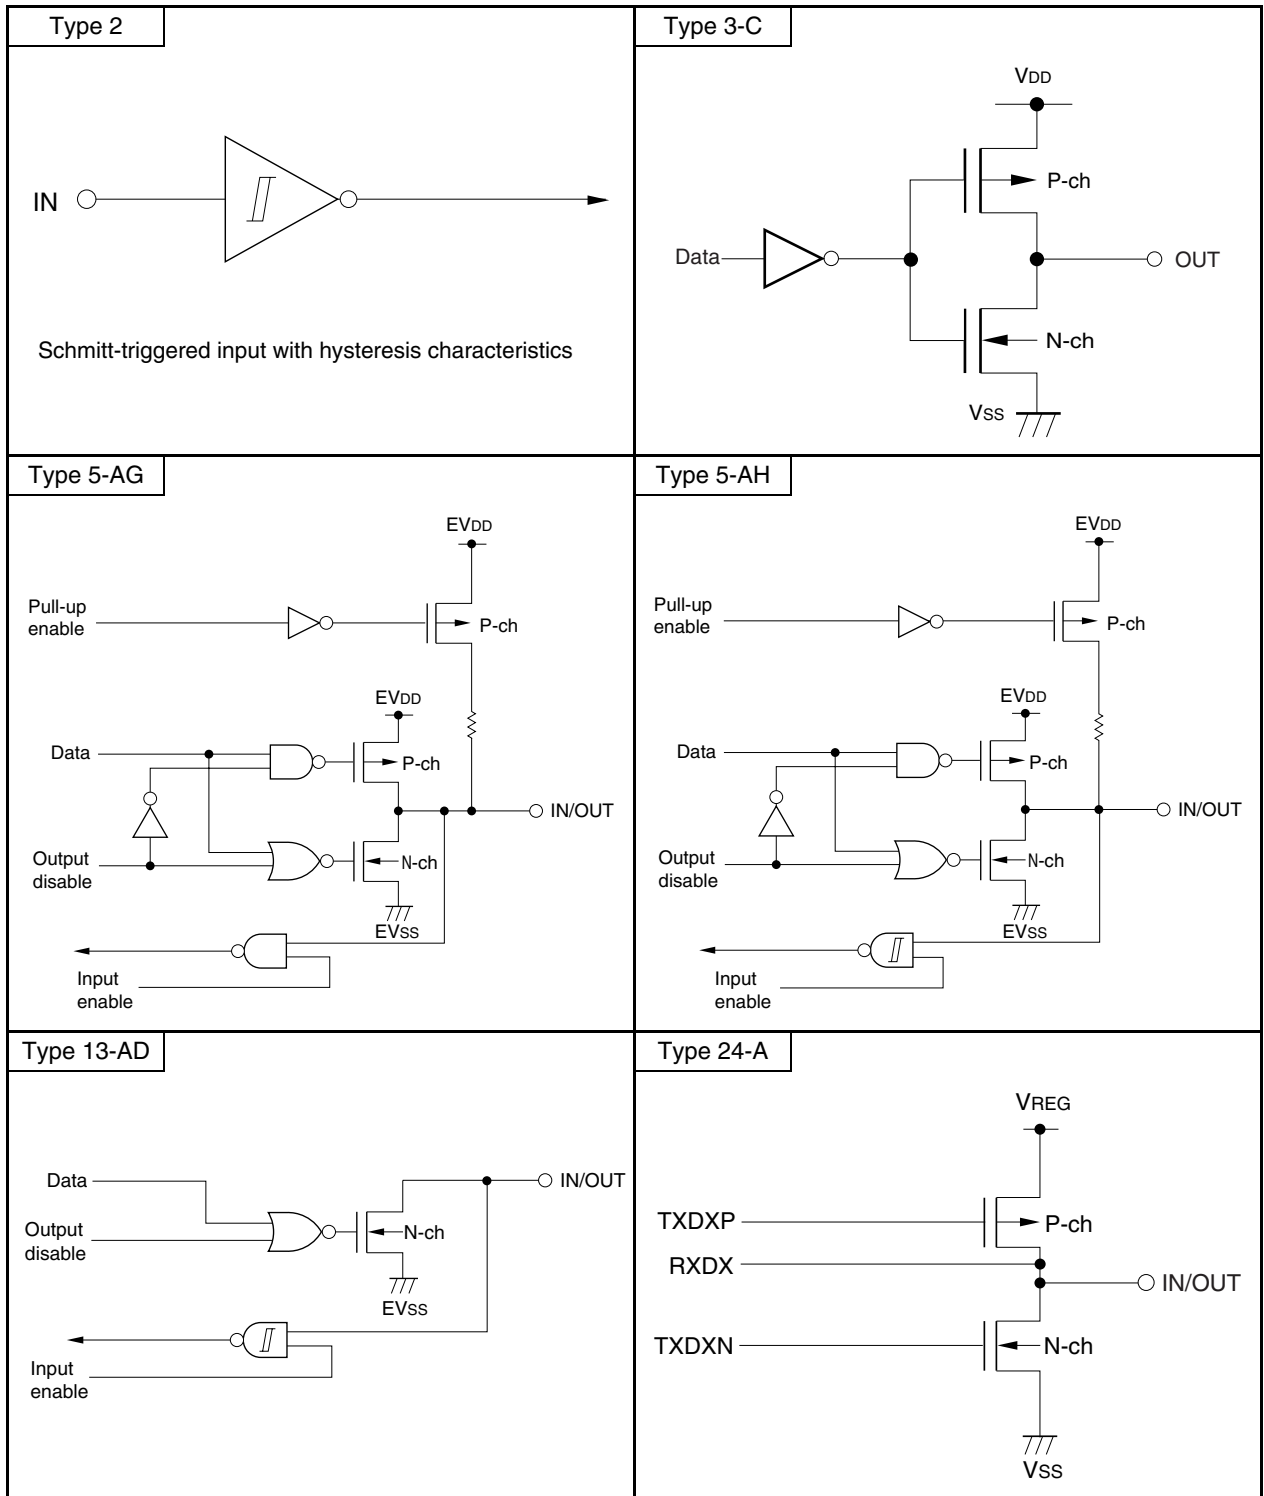 Type 2
IN
Schmitt-triggered input with hysteresis characteristics
Type 3-C
VDD
P-ch
Data
OUT
N-ch
VSS
Type 5-AG
EVDD
Pull-up
enable
P-ch
EVDD
Data
P-ch
IN/OUT
Output
disable
N-ch
EVSS
Input
enable
Type 5-AH
EVDD
Pull-up
enable
P-ch
EVDD
Data
P-ch
IN/OUT
Output
disable
N-ch
EVSS
Input
enable
Type 13-AD
Data
IN/OUT
Output
disable
N-ch
EVSS
Input
enable
Type 24-A
VREG
TXDXP
P-ch
RXDX
IN/OUT
TXDXN
N-ch
VSS